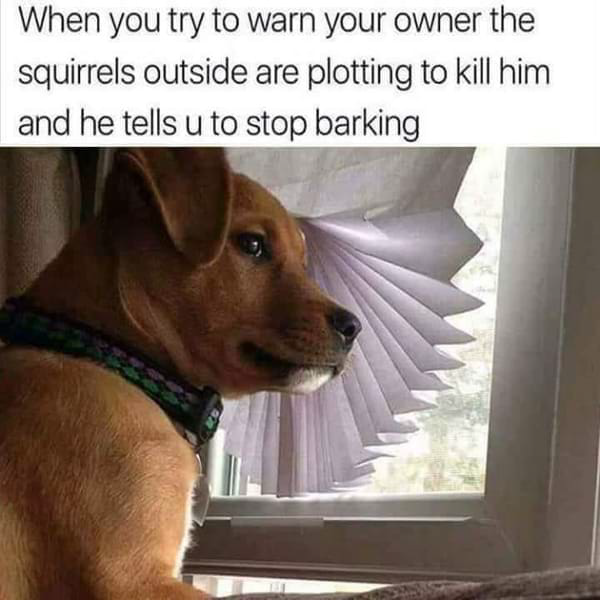 When you try to warn your owner the
squirrels outside are plotting to kill him
and he tells u to stop barking